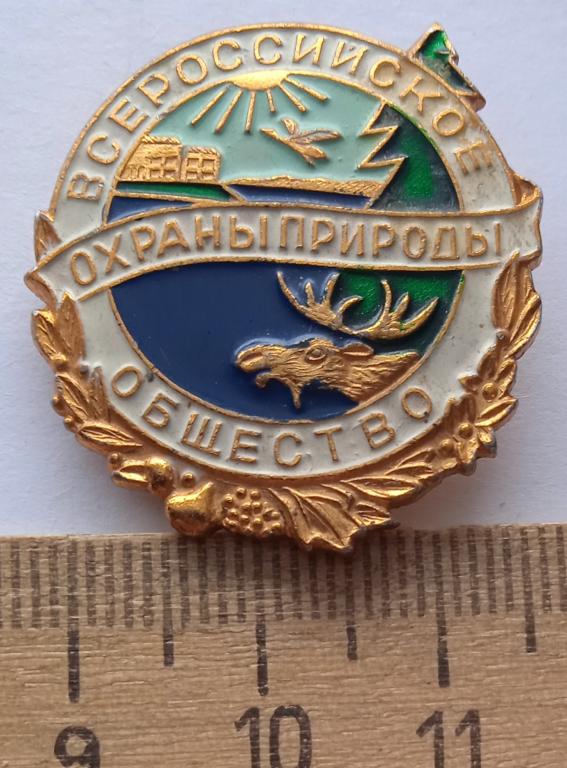 ВСЕРОССИЙСКОЕ
ОХРАНЫ ПРИРОДЫ
ОБЩЕСТВО
9 10 11